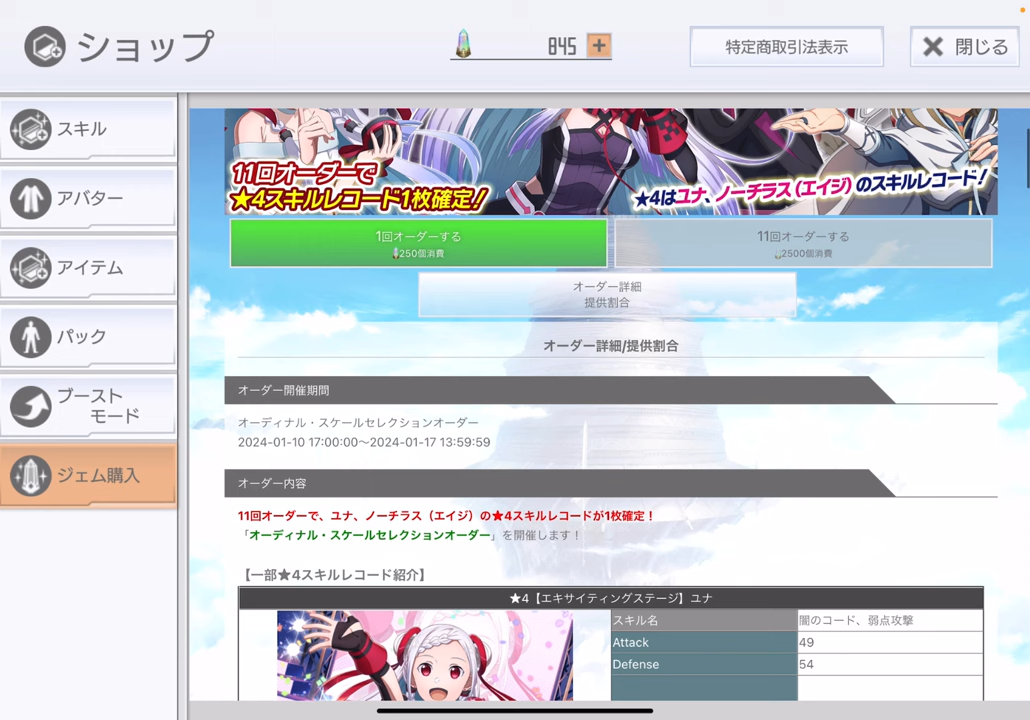 ショップ
845
特定商取引法表示
閉じる
スキル
アバター
アイテム
パック
ブースト
モード
ジェム購入
11回オーダーで
★4スキルレコード1枚確定!
★4はユナ、ノーチラス(エイジ)のスキルレコード!
1回オーダーする
250個消費
11回オーダーする
2500個消費
オーダー詳細
提供割合
オーダー詳細/提供割合
オーダー開催期間
オーディナル・スケールセレクションオーダー
2024-01-10 17:00:00〜2024-01-17 13:59:59
オーダー内容
11回オーダーで、ユナ、ノーチラス（エイジ）の★4スキルレコードが1枚確定！
「オーディナル・スケールセレクションオーダー」を開催します！
【一部★4スキルレコード紹介】
★4【エキサイティングステージ】ユナ
スキル名 闇のコード、弱点攻撃
Attack 49
Defense 54